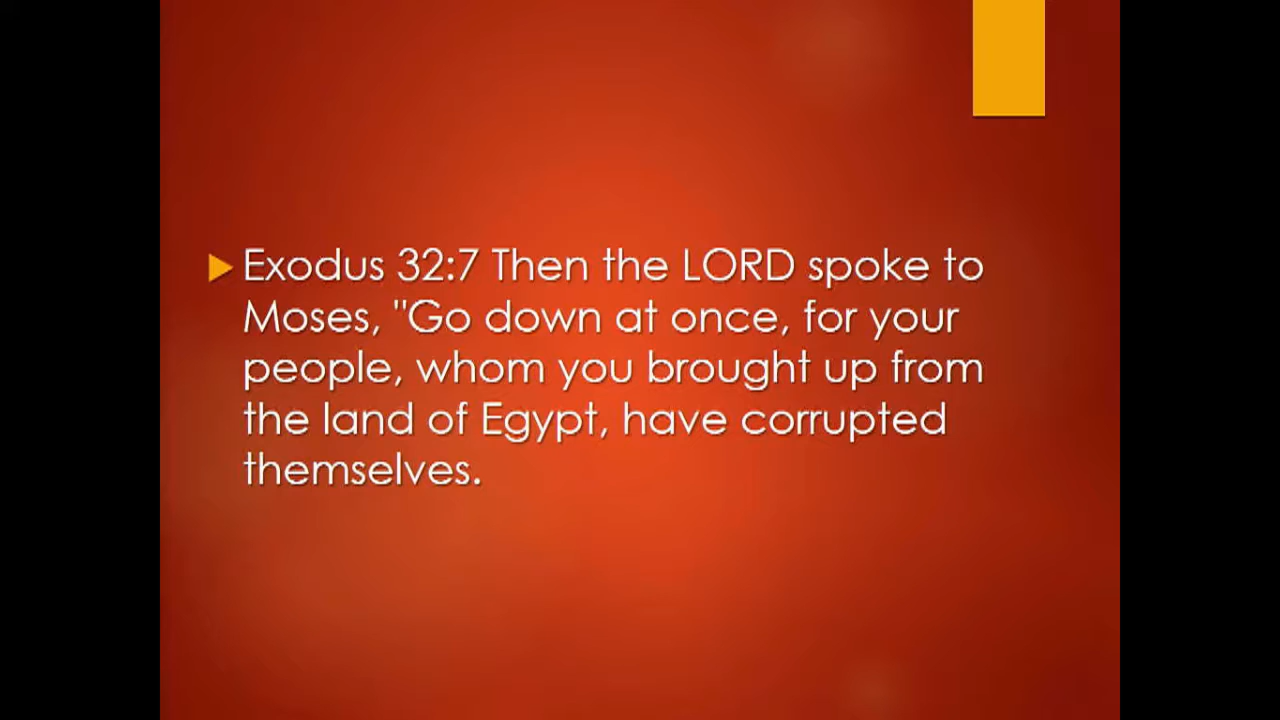 Exodus 32:7 Then the LORD spoke to
Moses, "Go down at once, for your
people, whom you brought up from
the land of Egypt, have corrupted
themselves.